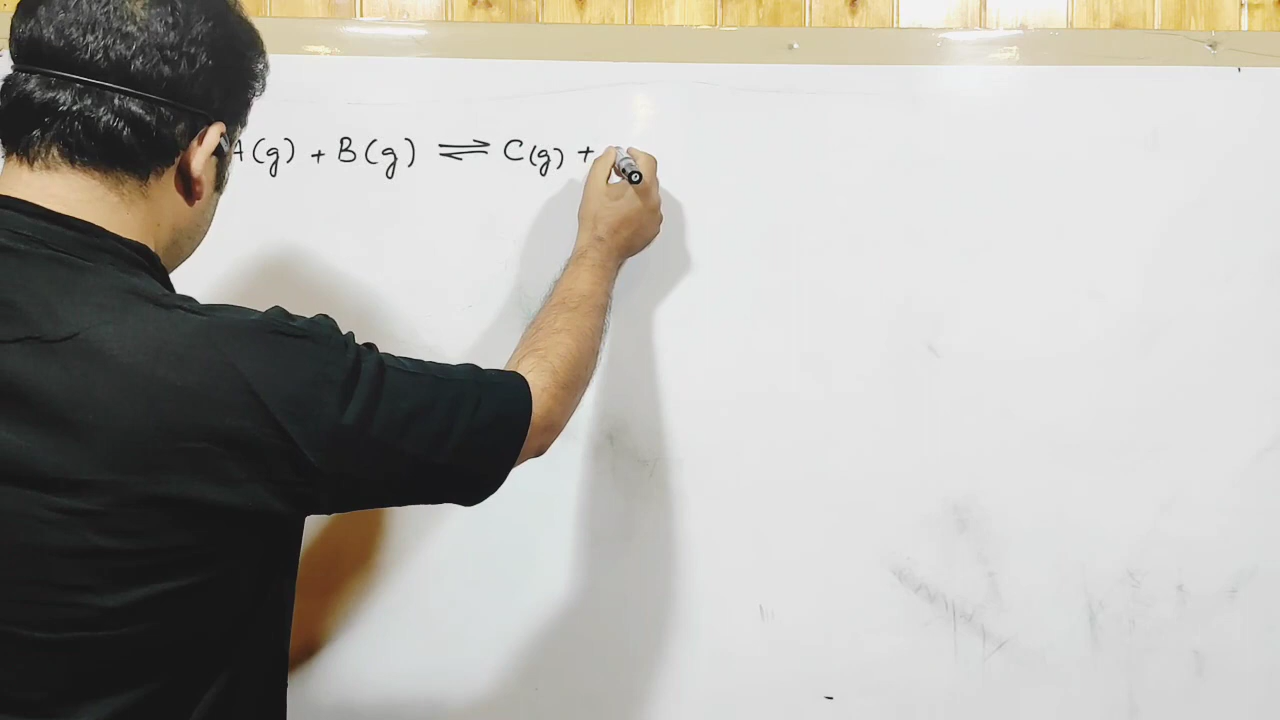 A(g) + B(g) ⇌ C(g) +